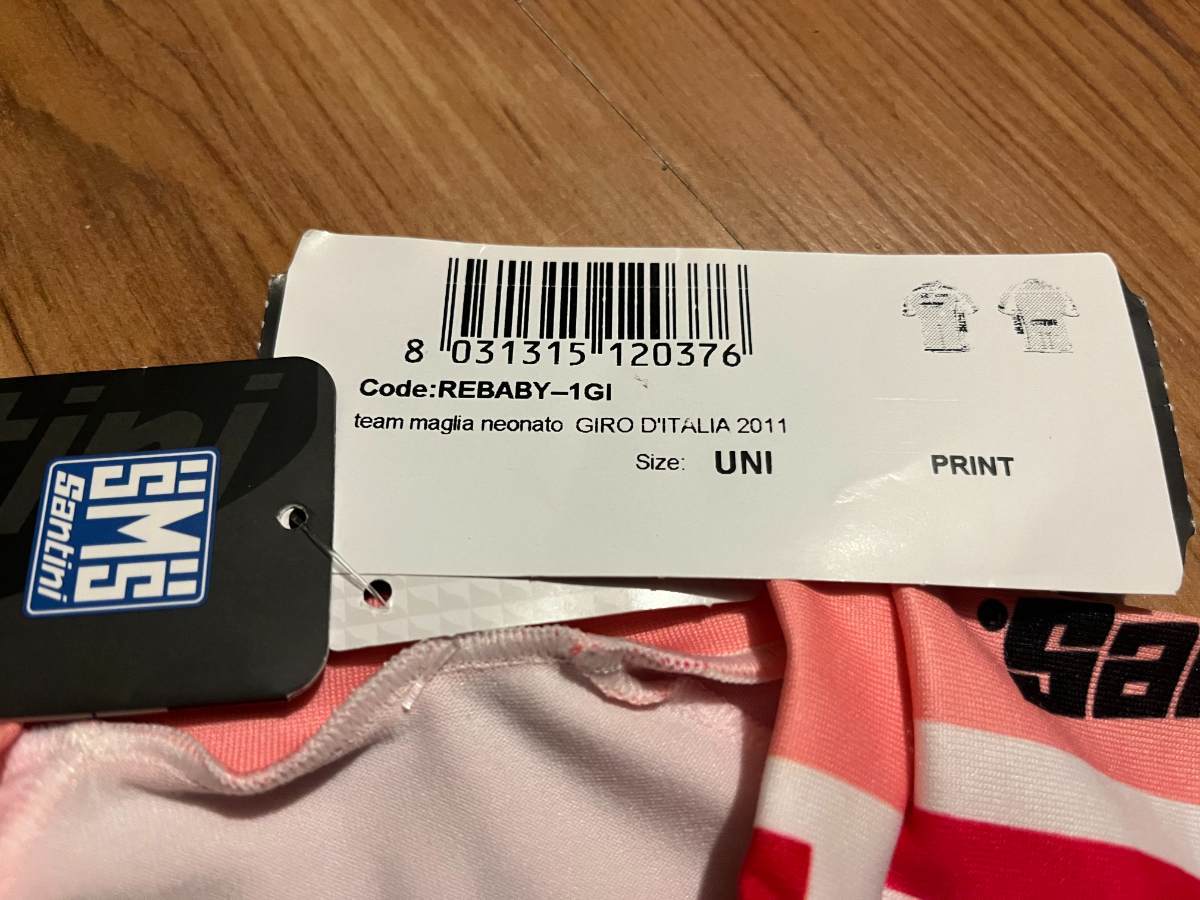 8 031315 120376
Code:REBABY–1GI
team maglia neonato GIRO D'ITALIA 2011
Size: UNI PRINT
SMS
Santini